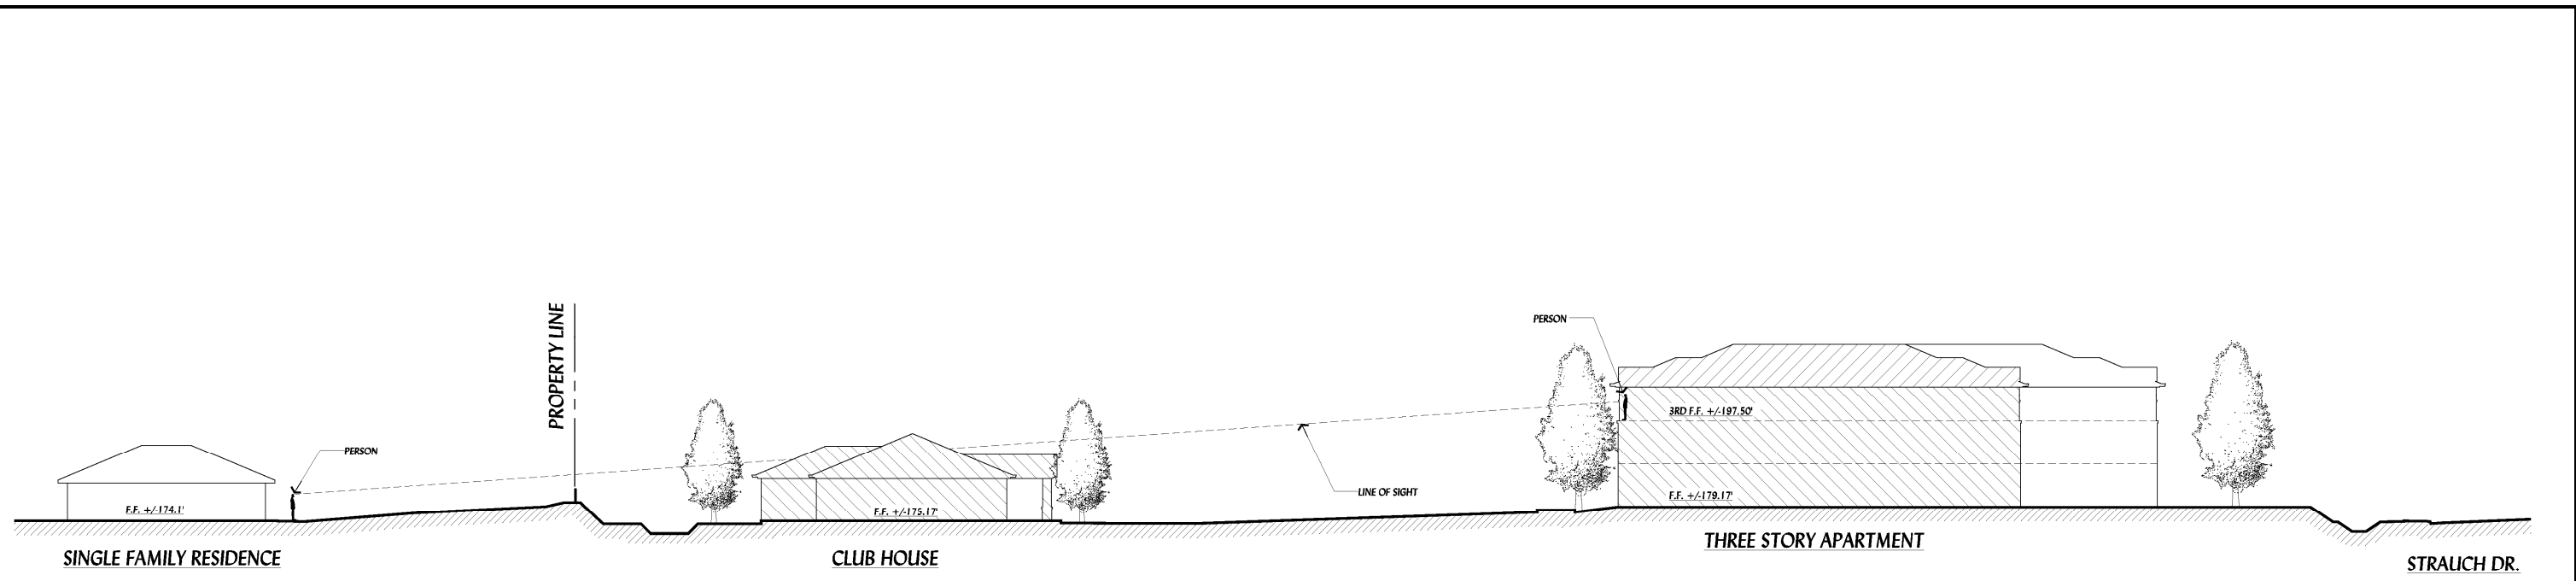 PROPERTY LINE
PERSON
PERSON
3RD F.F. +/-197.50'
LINE OF SIGHT
F.F. +/-179.17'
F.F. +/-174.1'
F.F. +/-175.17'
SINGLE FAMILY RESIDENCE
CLUB HOUSE
THREE STORY APARTMENT
STRAUCH DR.